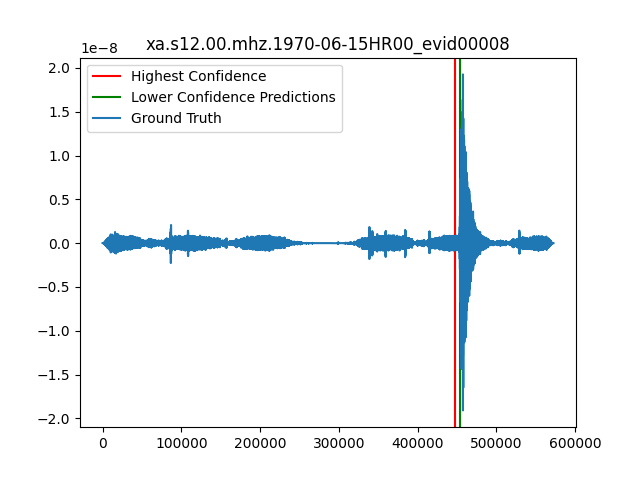 xa.s12.00.mhz.1970-06-15HR00_evid00008
1e−8
Highest Confidence
Lower Confidence Predictions
Ground Truth
2.0
1.5
1.0
0.5
0.0
−0.5
−1.0
−1.5
−2.0
0 100000 200000 300000 400000 500000 600000